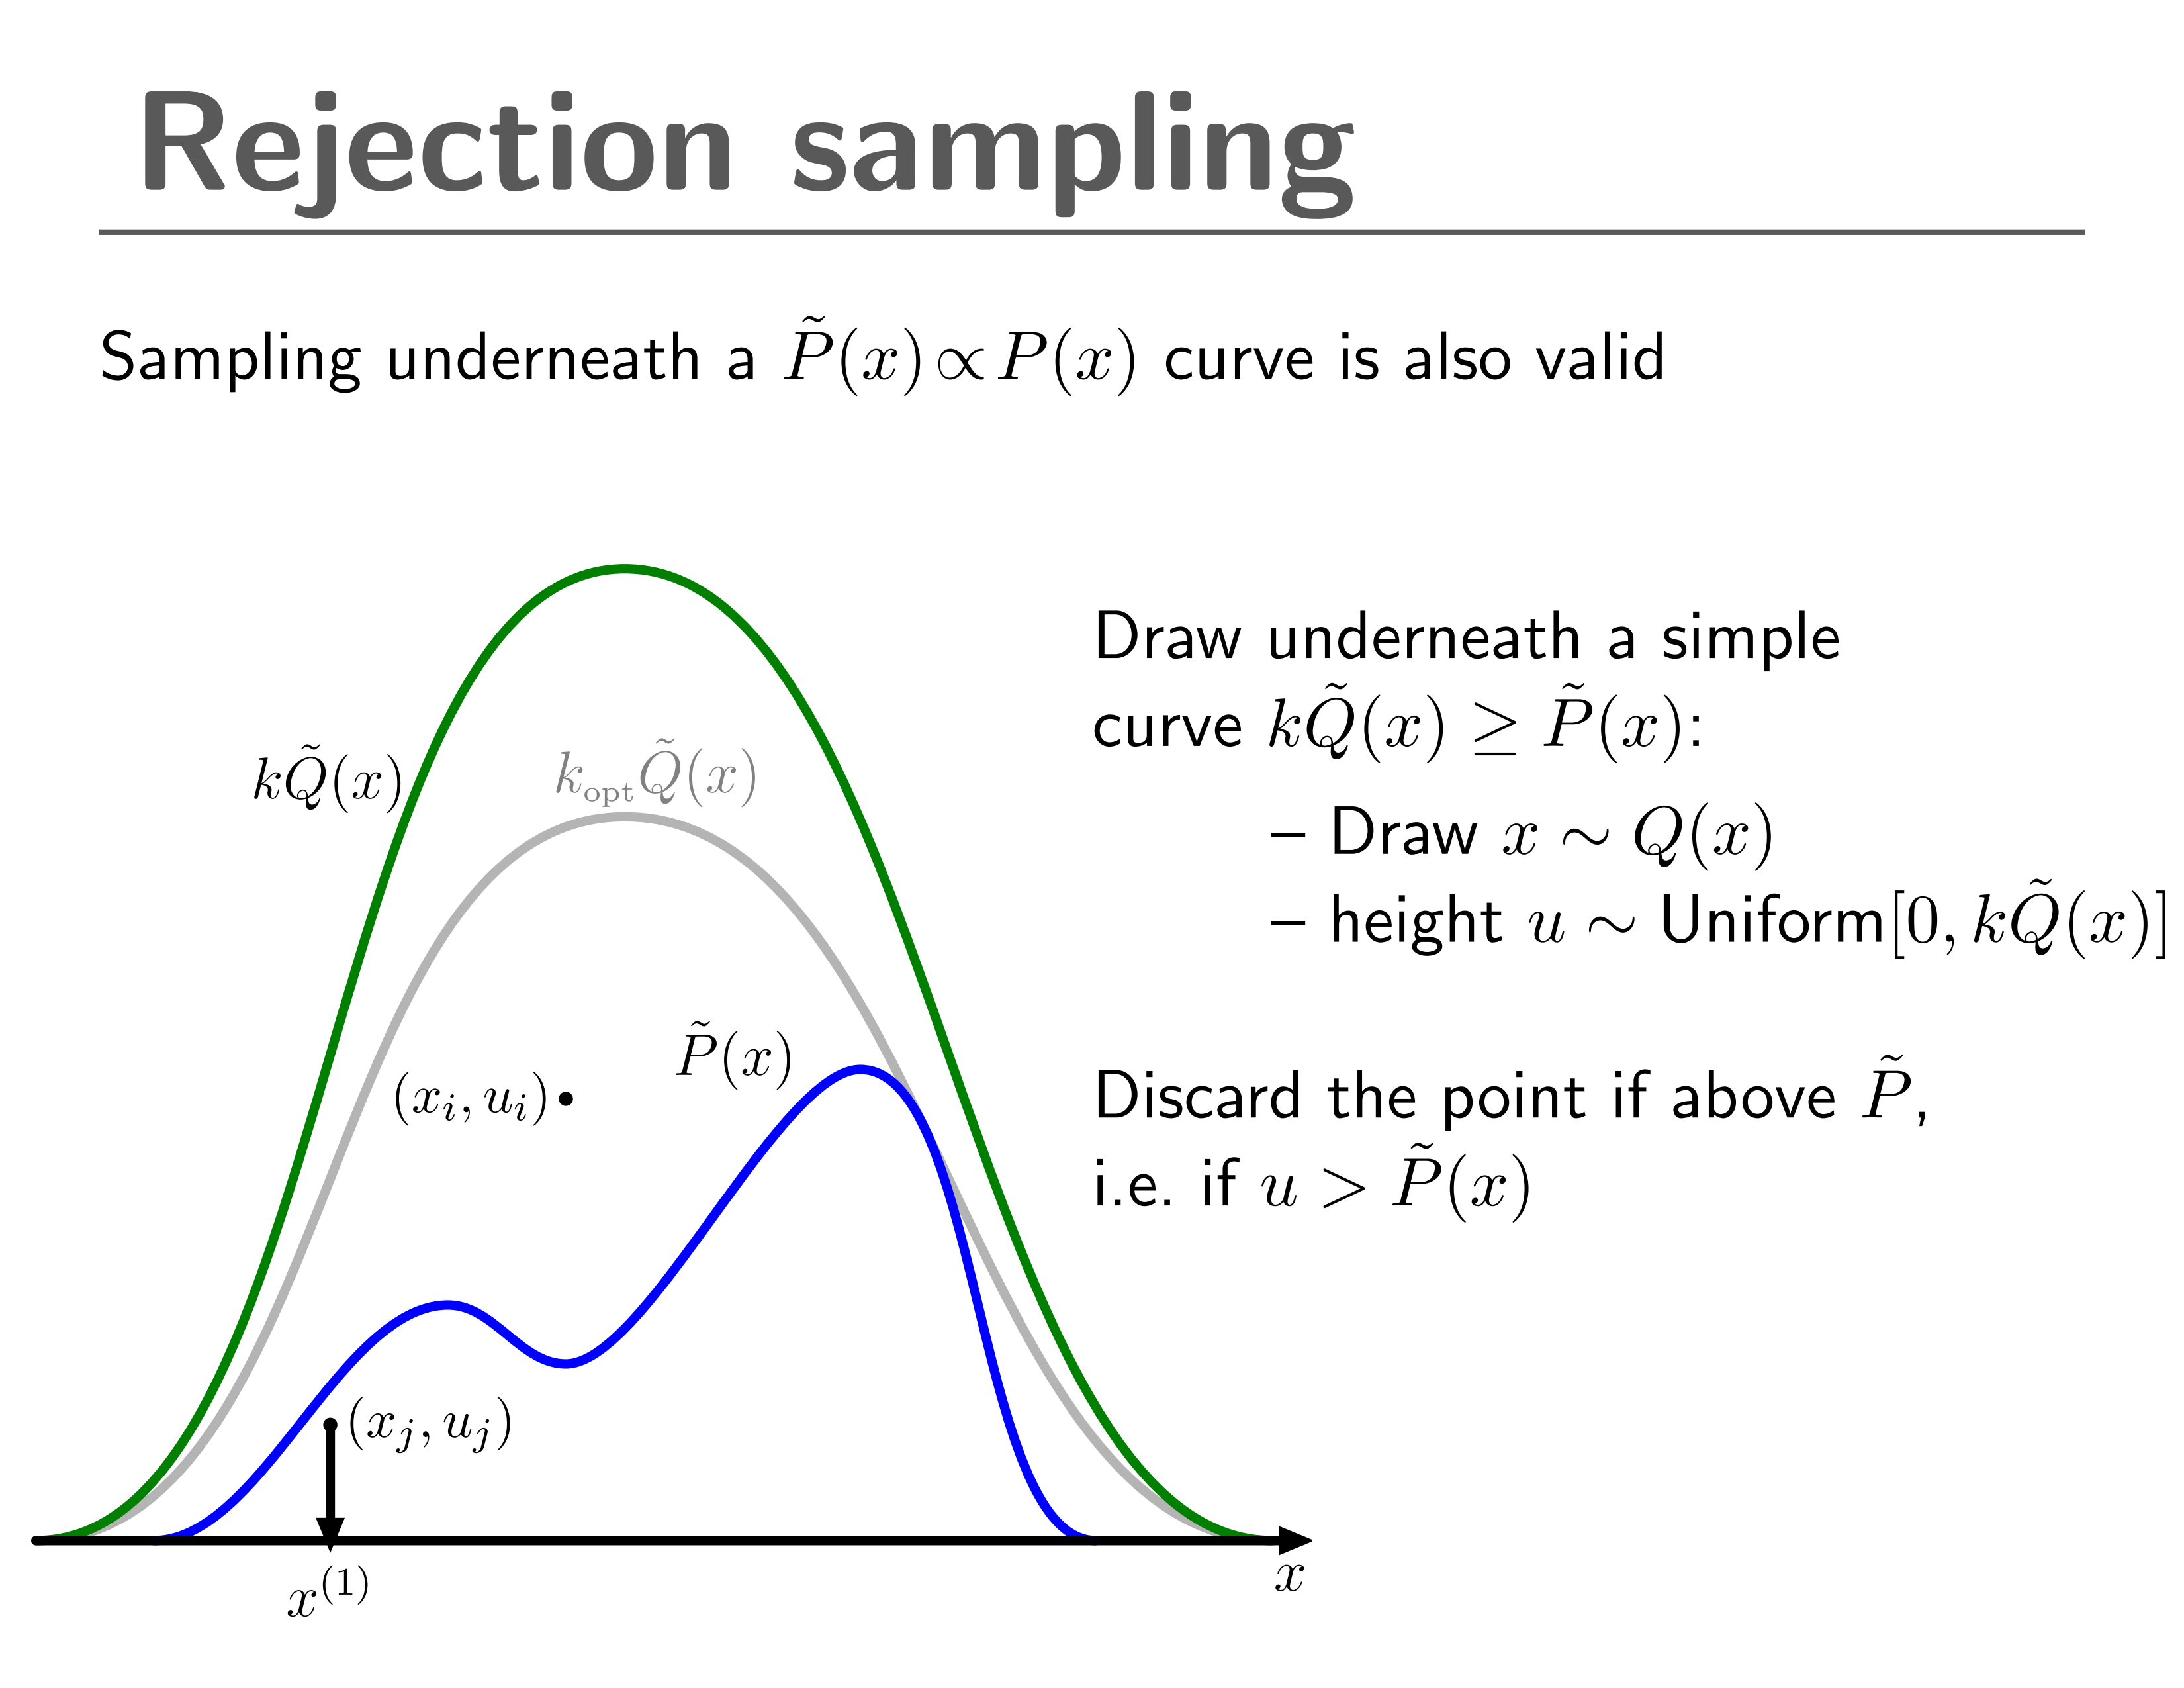 Rejection sampling
Sampling underneath a P̃(x) ∝ P(x) curve is also valid
Draw underneath a simple
curve kQ̃(x) ≥ P̃(x):
– Draw x ∼ Q(x)
– height u ∼ Uniform[0, kQ̃(x)]
Discard the point if above P̃,
i.e. if u > P̃(x)
kQ̃(x)
k_opt Q̃(x)
P̃(x)
(x_i, u_i)
(x_j, u_j)
x^(1)
x